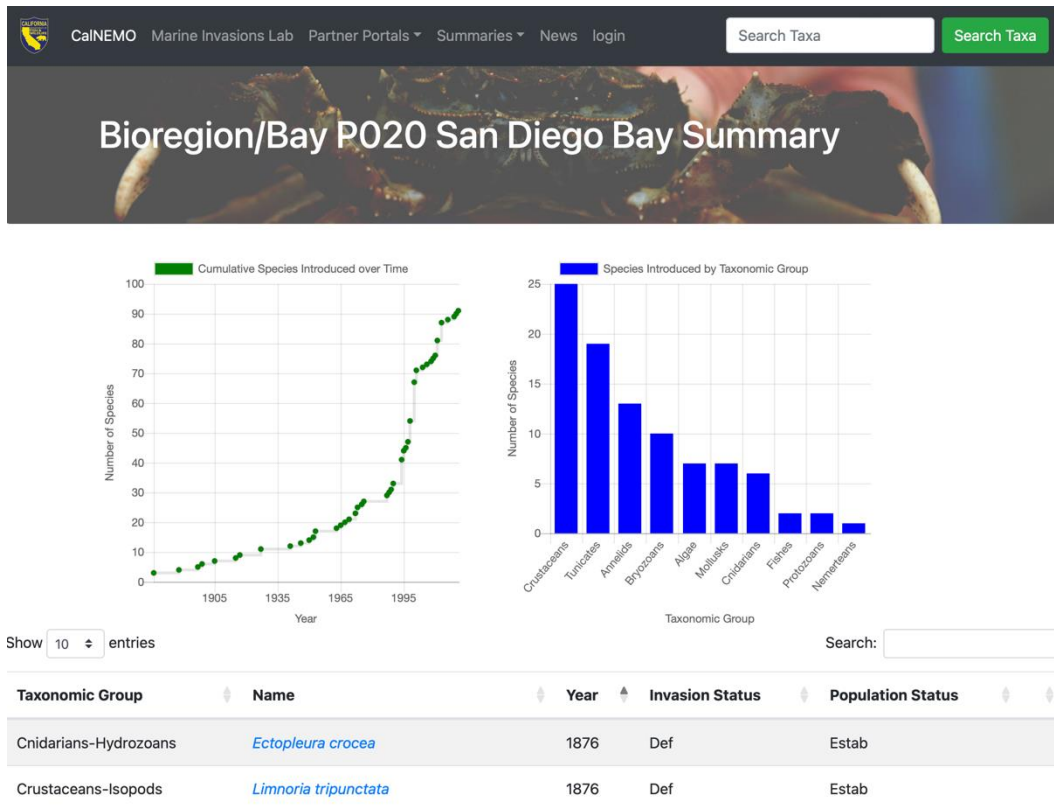 CALIFORNIA
CalNEMO Marine Invasions Lab Partner Portals Summaries News login Search Taxa Search Taxa
Bioregion/Bay P020 San Diego Bay Summary
Cumulative Species Introduced over Time
100
90
80
70
60
50
40
30
20
10
0
Number of Species
1905 1935 1965 1995
Year
Species Introduced by Taxonomic Group
25
20
15
10
5
0
Number of Species
Crustaceans Tunicates Annelids Bryozoans Algae Mollusks Cnidarians Fishes Protozoans Nemerteans
Taxonomic Group
Show 10 entries Search:
Taxonomic Group Name Year Invasion Status Population Status
Cnidarians-Hydrozoans Ectopleura crocea 1876 Def Estab
Crustaceans-Isopods Limnoria tripunctata 1876 Def Estab